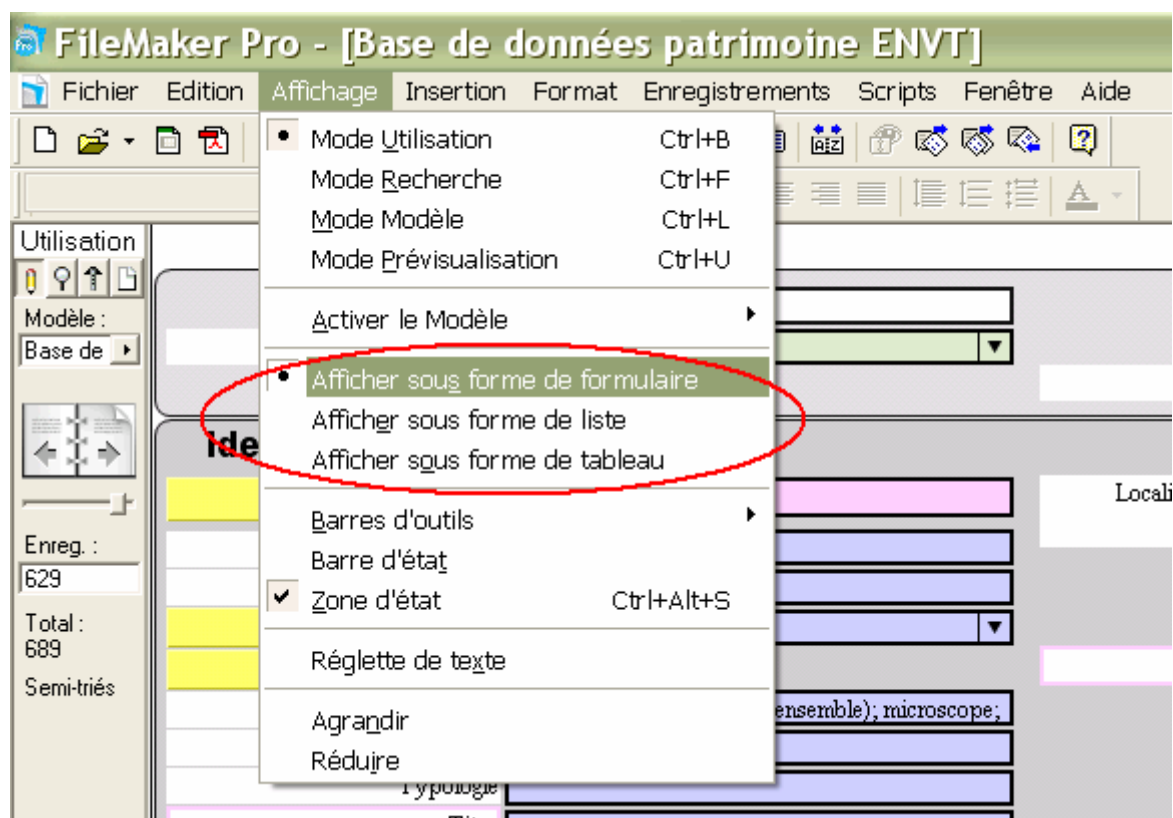 FileMaker Pro - [Base de données patrimoine ENVT]
Fichier Edition Affichage Insertion Format Enregistrements Scripts Fenêtre Aide
Mode Utilisation Ctrl+B
Mode Recherche Ctrl+F
Mode Modèle Ctrl+L
Mode Prévisualisation Ctrl+U
Activer le Modèle
Afficher sous forme de formulaire
Afficher sous forme de liste
Afficher sous forme de tableau
Barres d'outils
Barre d'état
Zone d'état Ctrl+Alt+S
Réglette de texte
Agrandir
Réduire
Utilisation
Modèle :
Base de
Enreg. :
629
Total :
689
Semi-triés
Ide
Locali
ensemble); microscope;
Typologie